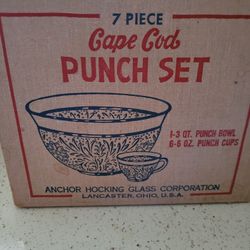 7 PIECE
Cape Cod
PUNCH SET
1-3 QT. PUNCH BOWL
6-6 OZ. PUNCH CUPS
ANCHOR HOCKING GLASS CORPORATION
LANCASTER, OHIO, U.S.A.